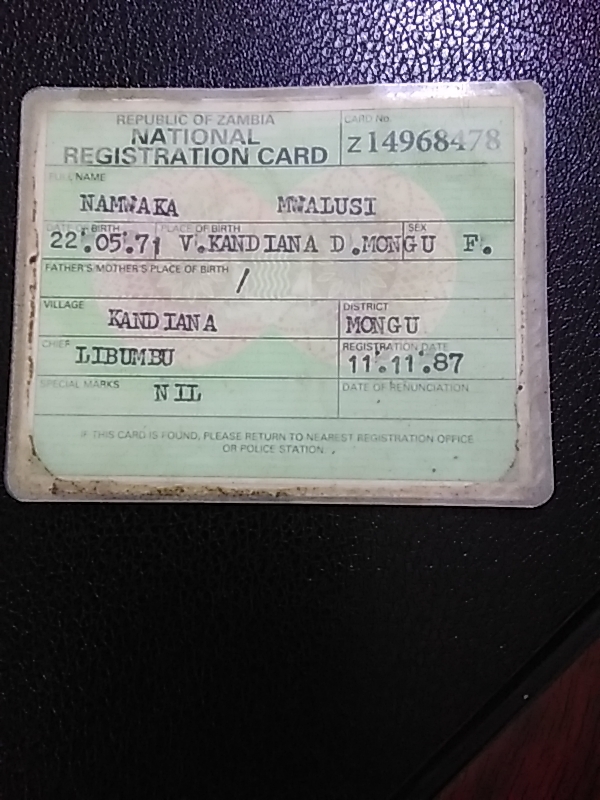 REPUBLIC OF ZAMBIA
NATIONAL
REGISTRATION CARD
CARD No.
Z14968478
FULL NAME
NAMWAKA MWALUSI
DATE OF BIRTH PLACE OF BIRTH SEX
22.05.71 V.KANDIANA D.MONGU F.
FATHER'S/MOTHER'S PLACE OF BIRTH
/
VILLAGE DISTRICT
KANDIANA MONGU
CHIEF REGISTRATION DATE
LIBUMBU 11.11.87
SPECIAL MARKS DATE OF RENUNCIATION
NIL
IF THIS CARD IS FOUND, PLEASE RETURN TO NEAREST REGISTRATION OFFICE
OR POLICE STATION.